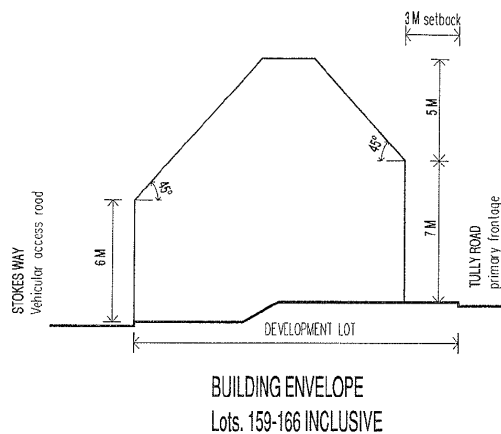 3 M setback
5 M
45°
45°
6 M
7 M
STOKES WAY
Vehicular access road
TULLY ROAD
primary frontage
DEVELOPMENT LOT
BUILDING ENVELOPE
Lots. 159-166 INCLUSIVE